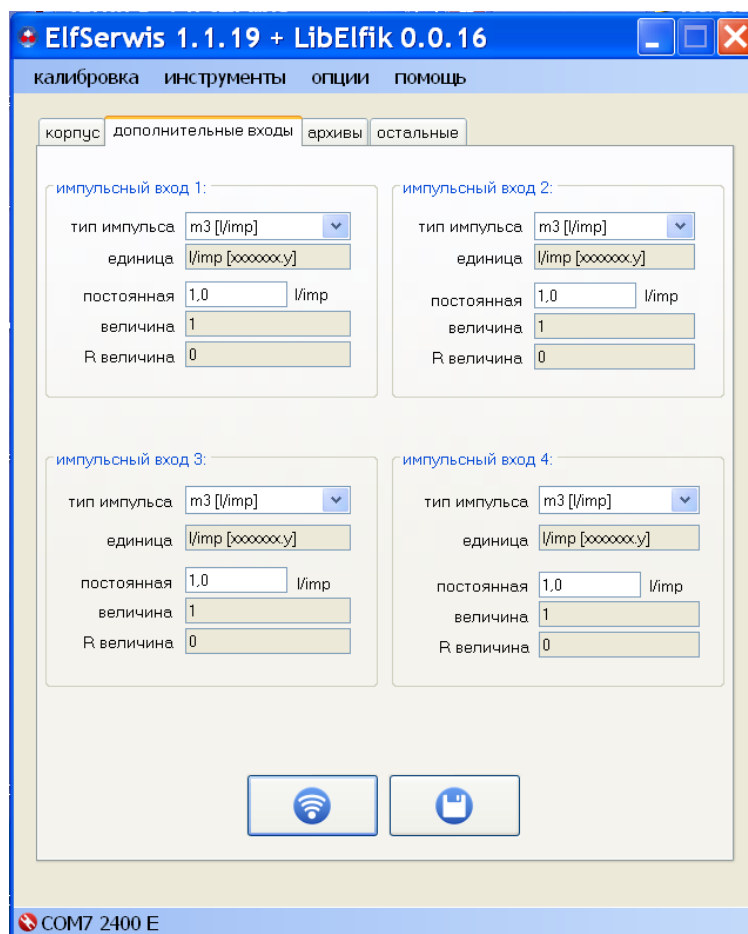 ElfSerwis 1.1.19 + LibElfik 0.0.16
калибровка инструменты опции помощь
корпус дополнительные входы архивы остальные
импульсный вход 1:
тип импульса m3 [l/imp]
единица l/imp [xxxxxxx.y]
постоянная 1,0 l/imp
величина 1
R величина 0
импульсный вход 2:
тип импульса m3 [l/imp]
единица l/imp [xxxxxxx.y]
постоянная 1,0 l/imp
величина 1
R величина 0
импульсный вход 3:
тип импульса m3 [l/imp]
единица l/imp [xxxxxxx.y]
постоянная 1,0 l/imp
величина 1
R величина 0
импульсный вход 4:
тип импульса m3 [l/imp]
единица l/imp [xxxxxxx.y]
постоянная 1,0 l/imp
величина 1
R величина 0
COM7 2400 E